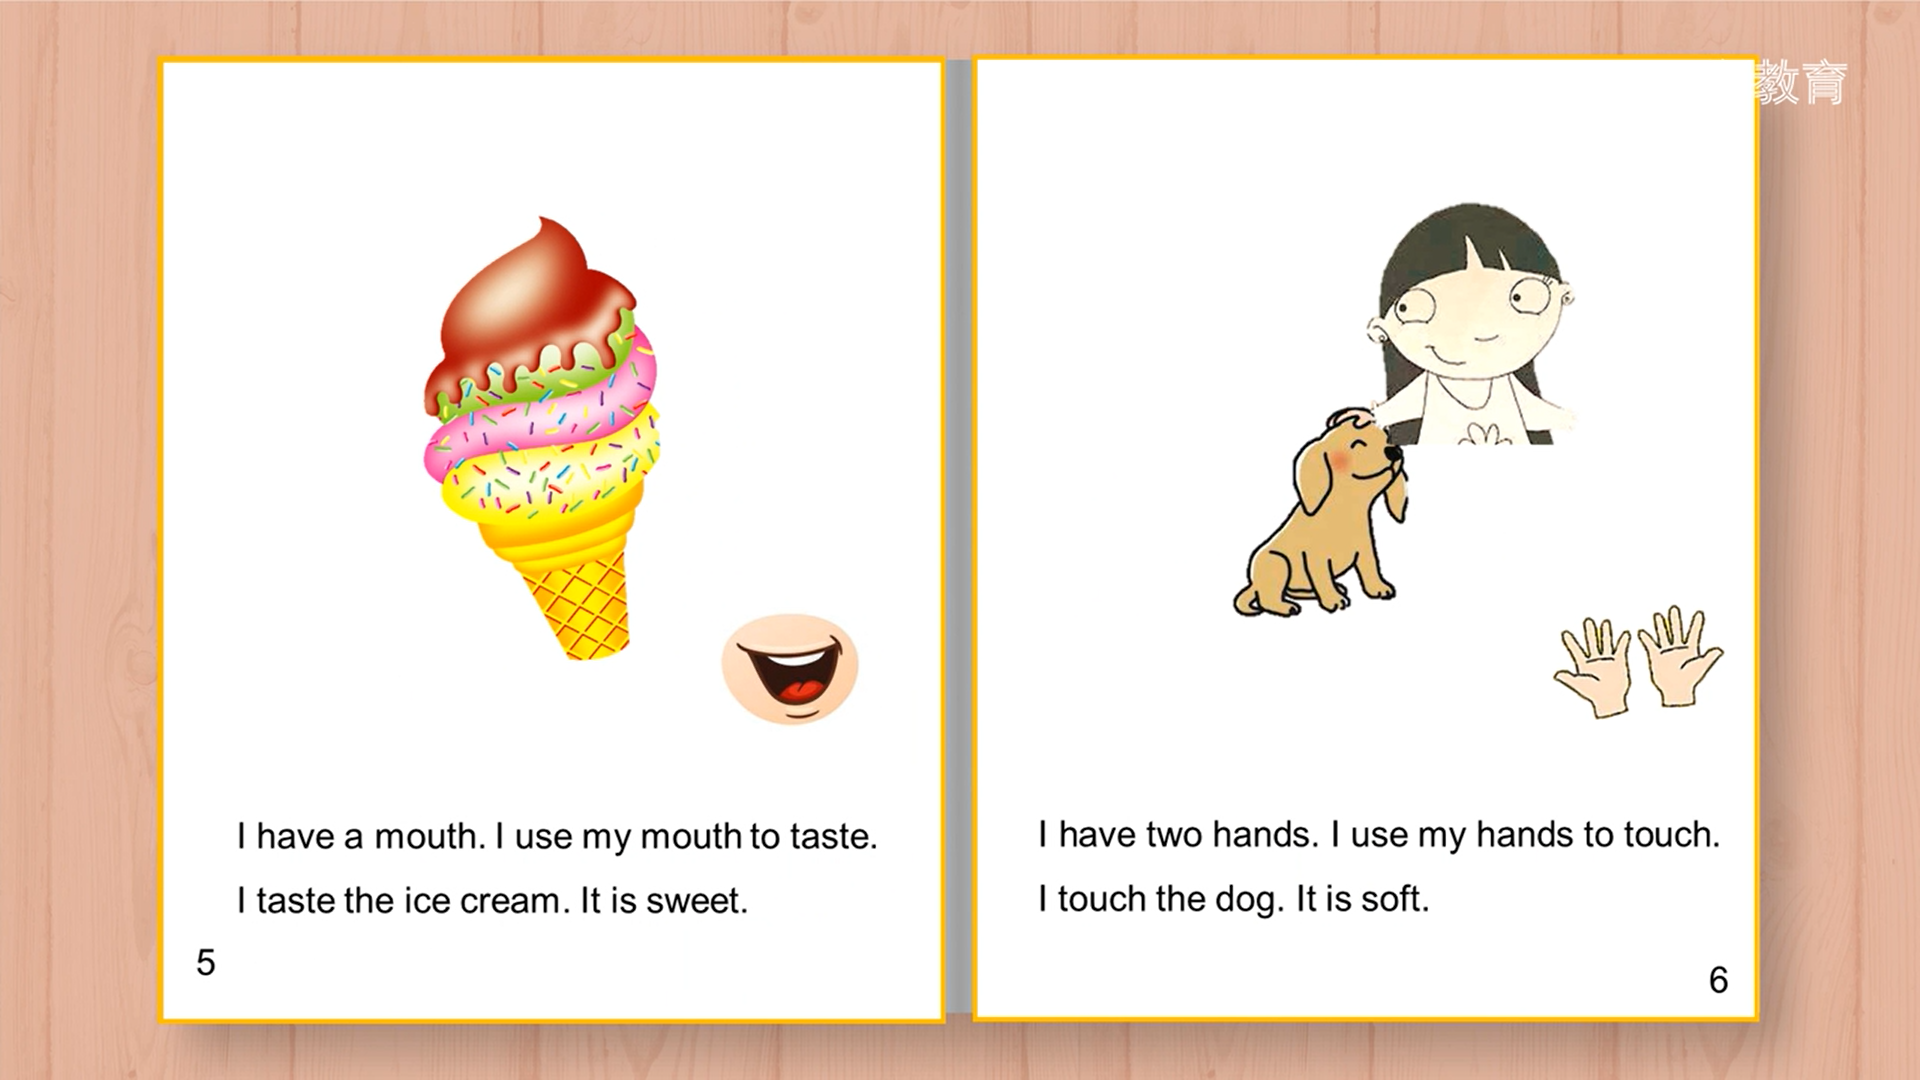 教育
I have a mouth. I use my mouth to taste.
I taste the ice cream. It is sweet.
5
I have two hands. I use my hands to touch.
I touch the dog. It is soft.
6